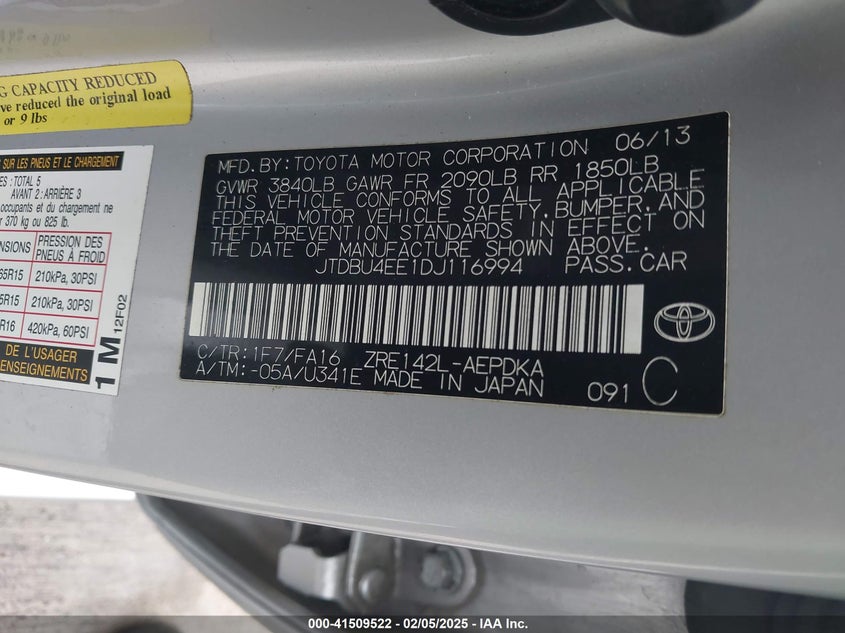 G CAPACITY REDUCED
ve reduced the original load
or 9 lbs
SUR LES PNEUS ET LE CHARGEMENT
ES : TOTAL 5
AVANT 2 : ARRIÈRE 3
occupants et du chargement ne
r 370 kg ou 825 lb.
NSIONS
PRESSION DES
PNEUS À FROID
65R15
210kPa, 30PSI
5R15
210kPa, 30PSI
R16
420kPa, 60PSI
DE L'USAGER
ENSEIGNEMENTS
1 M 12F02
MFD.BY:TOYOTA MOTOR CORPORATION 06/13
GVWR 3840LB GAWR FR 2090LB RR 1850LB
THIS VEHICLE CONFORMS TO ALL APPLICABLE
FEDERAL MOTOR VEHICLE SAFETY,BUMPER,AND
THEFT PREVENTION STANDARDS IN EFFECT ON
THE DATE OF MANUFACTURE SHOWN ABOVE.
JTDBU4EE1DJ116994 PASS.CAR
C/TR:1F7/FA16 ZRE142L-AEPDKA
A/TM:-05A/U341E MADE IN JAPAN
091 C
000-41509522 - 02/05/2025 - IAAI.com